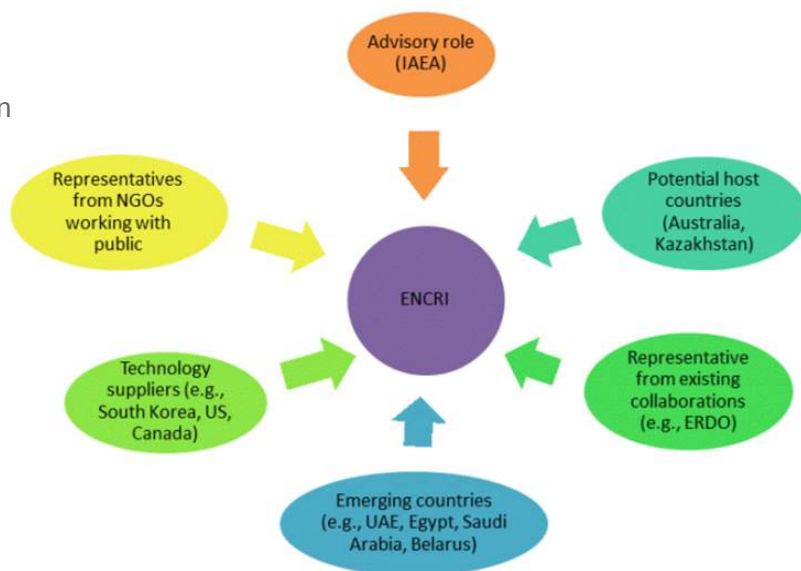 Advisory role
(IAEA)
n
Representatives
from NGOs
working with
public
Potential host
countries
(Australia,
Kazakhstan)
ENCRI
Technology
suppliers (e.g.,
South Korea, US,
Canada)
Representative
from existing
collaborations
(e.g., ERDO)
Emerging countries
(e.g., UAE, Egypt, Saudi
Arabia, Belarus)